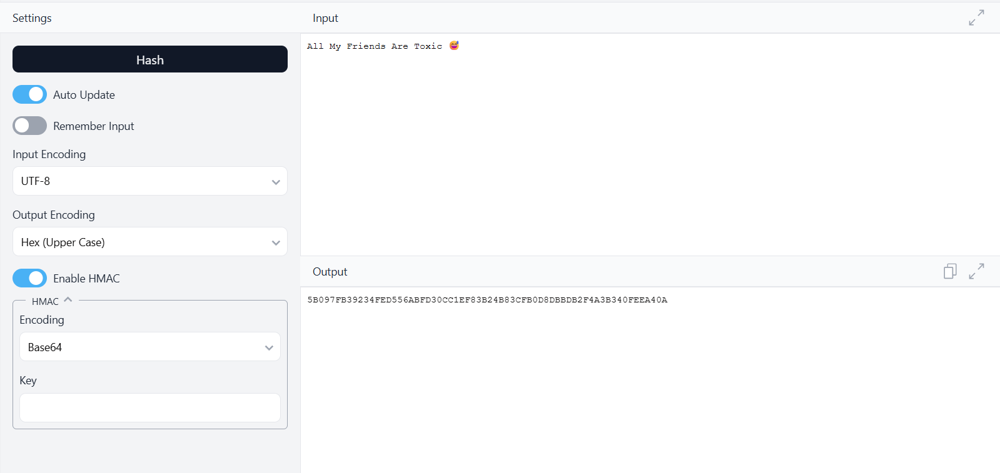 Settings
Hash
Auto Update
Remember Input
Input Encoding
UTF-8
Output Encoding
Hex (Upper Case)
Enable HMAC
HMAC
Encoding
Base64
Key
Input
All My Friends Are Toxic 😅
Output
5B097FB39234FED556ABFD30CC1EF83B24B83CFB0D8DBBDB2F4A3B340FEEA40A